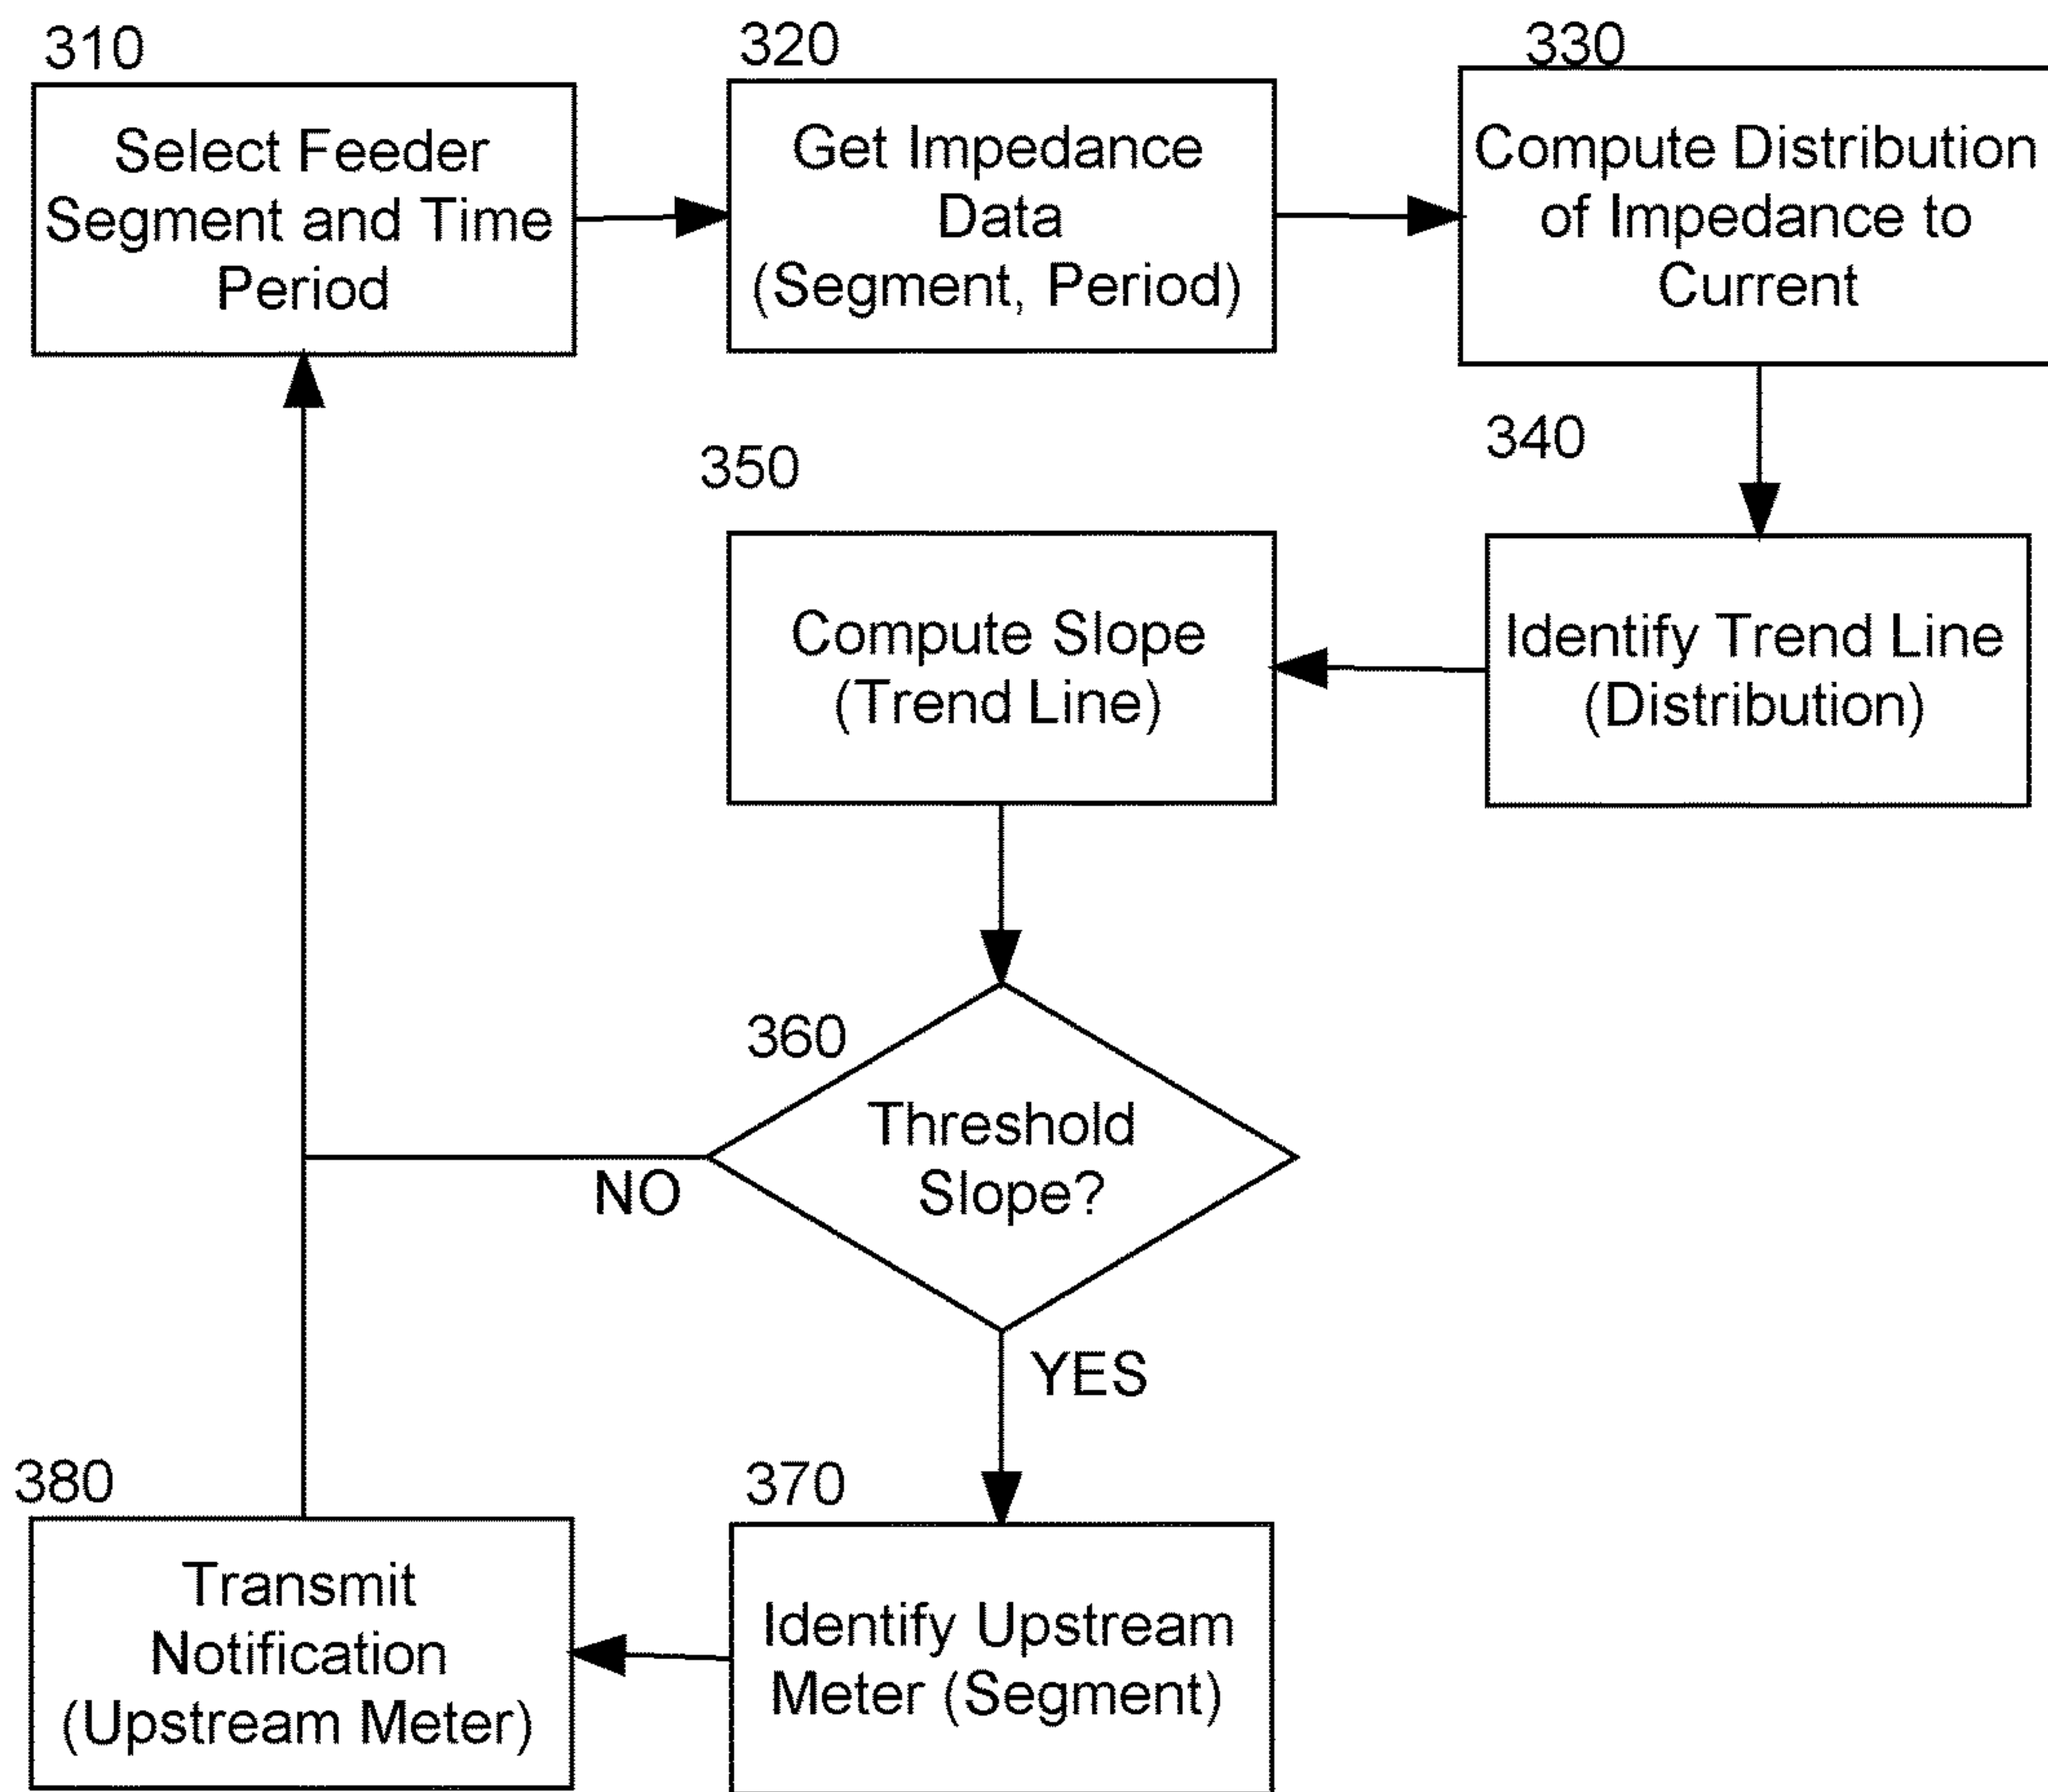 310
Select Feeder
Segment and Time
Period
320
Get Impedance
Data
(Segment, Period)
330
Compute Distribution
of Impedance to
Current
340
Identify Trend Line
(Distribution)
350
Compute Slope
(Trend Line)
360
Threshold
Slope?
NO
YES
370
Identify Upstream
Meter (Segment)
380
Transmit
Notification
(Upstream Meter)